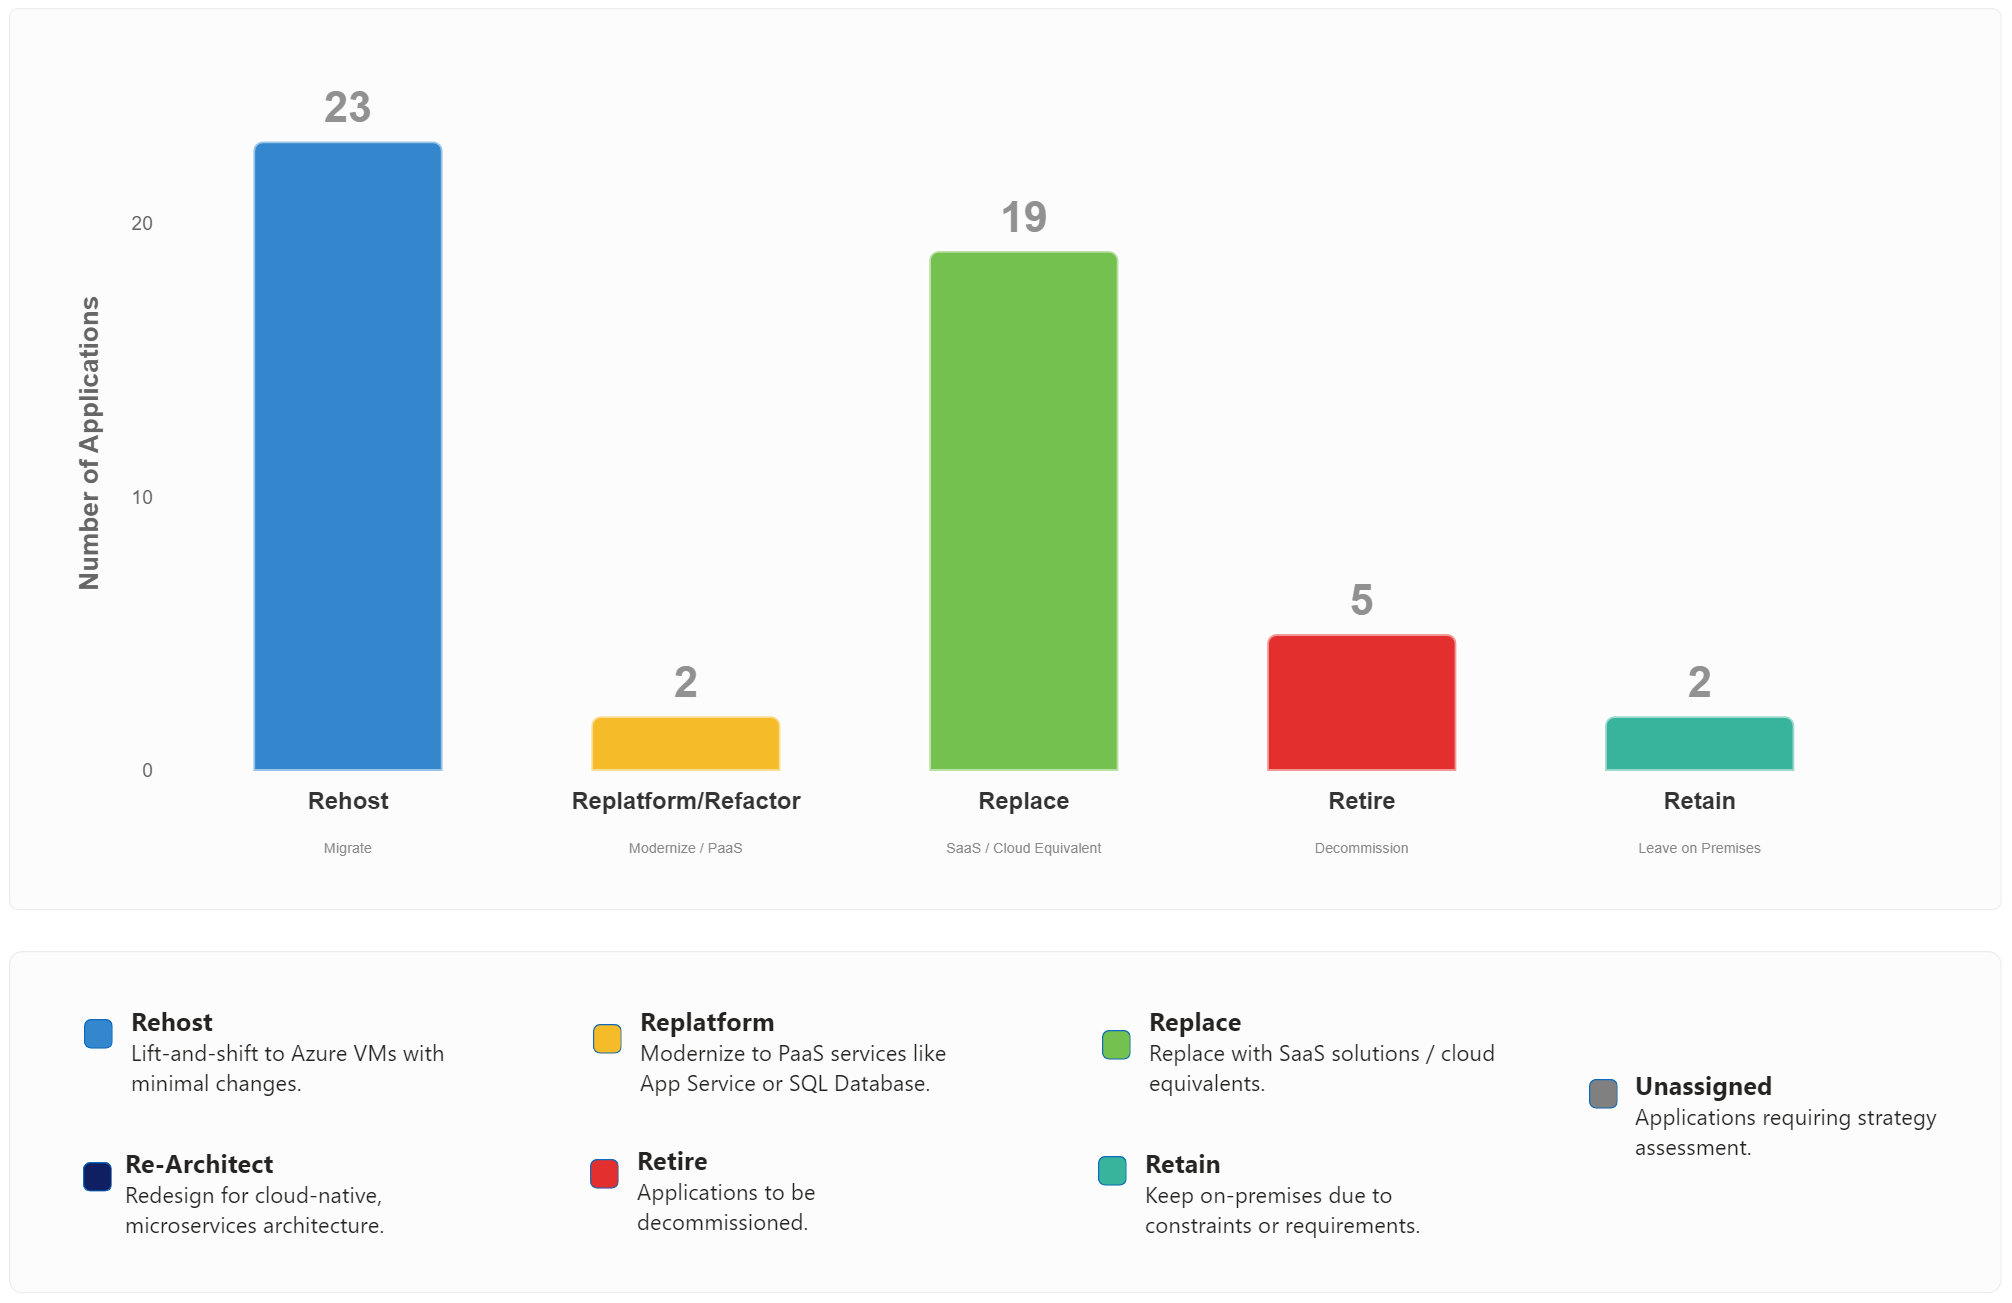 23
20
19
Number of Applications
10
5
2
2
0
Rehost
Replatform/Refactor
Replace
Retire
Retain
Migrate
Modernize / PaaS
SaaS / Cloud Equivalent
Decommission
Leave on Premises
Rehost
Lift-and-shift to Azure VMs with
minimal changes.
Replatform
Modernize to PaaS services like
App Service or SQL Database.
Replace
Replace with SaaS solutions / cloud
equivalents.
Unassigned
Applications requiring strategy
assessment.
Re-Architect
Redesign for cloud-native,
microservices architecture.
Retire
Applications to be
decommissioned.
Retain
Keep on-premises due to
constraints or requirements.